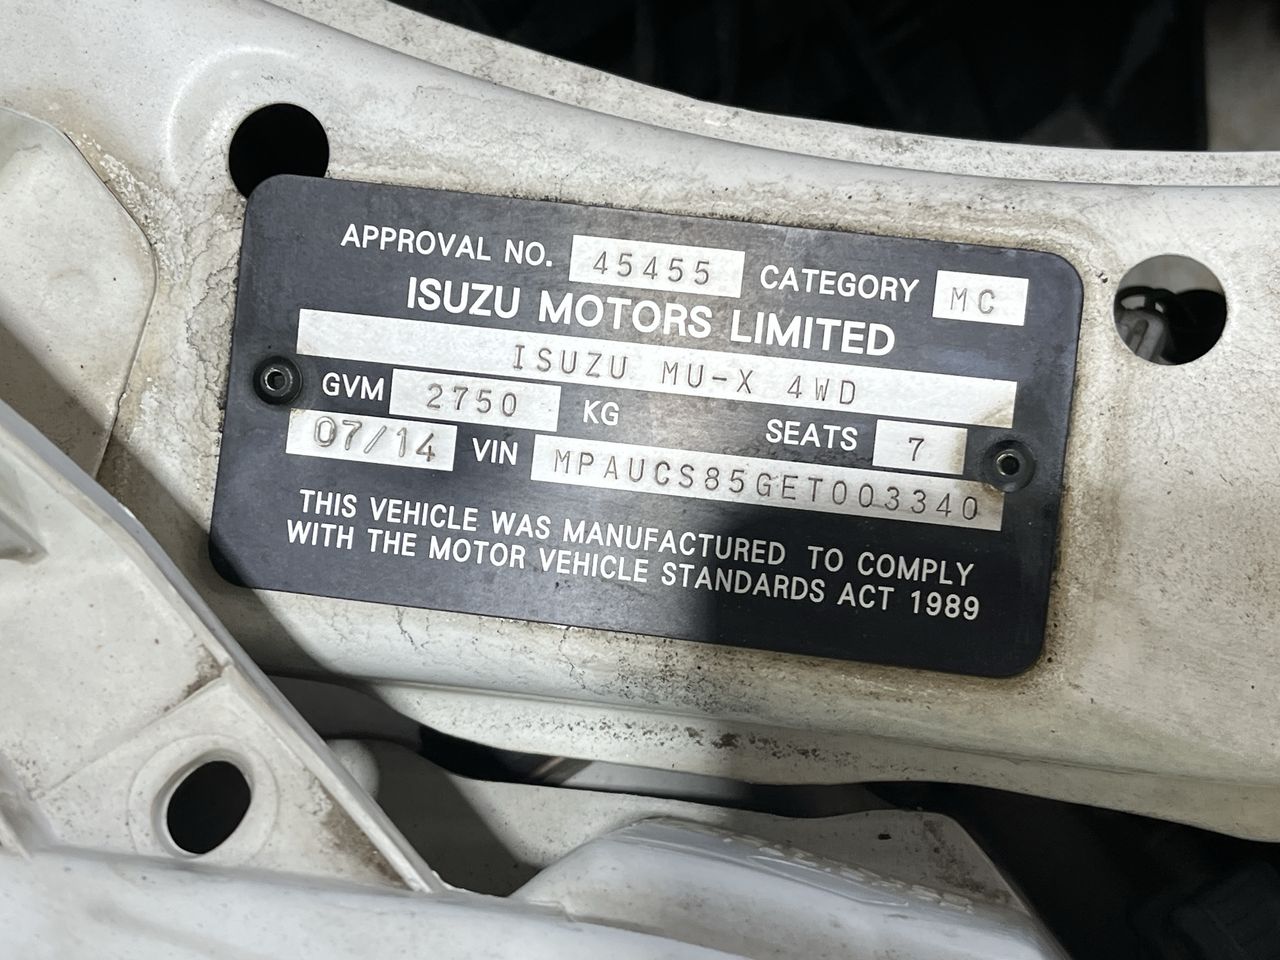 APPROVAL NO. 45455 CATEGORY MC
ISUZU MOTORS LIMITED
ISUZU MU-X 4WD
GVM 2750 KG SEATS 7
07/14 VIN MPAUCS85GET003340
THIS VEHICLE WAS MANUFACTURED TO COMPLY
WITH THE MOTOR VEHICLE STANDARDS ACT 1989